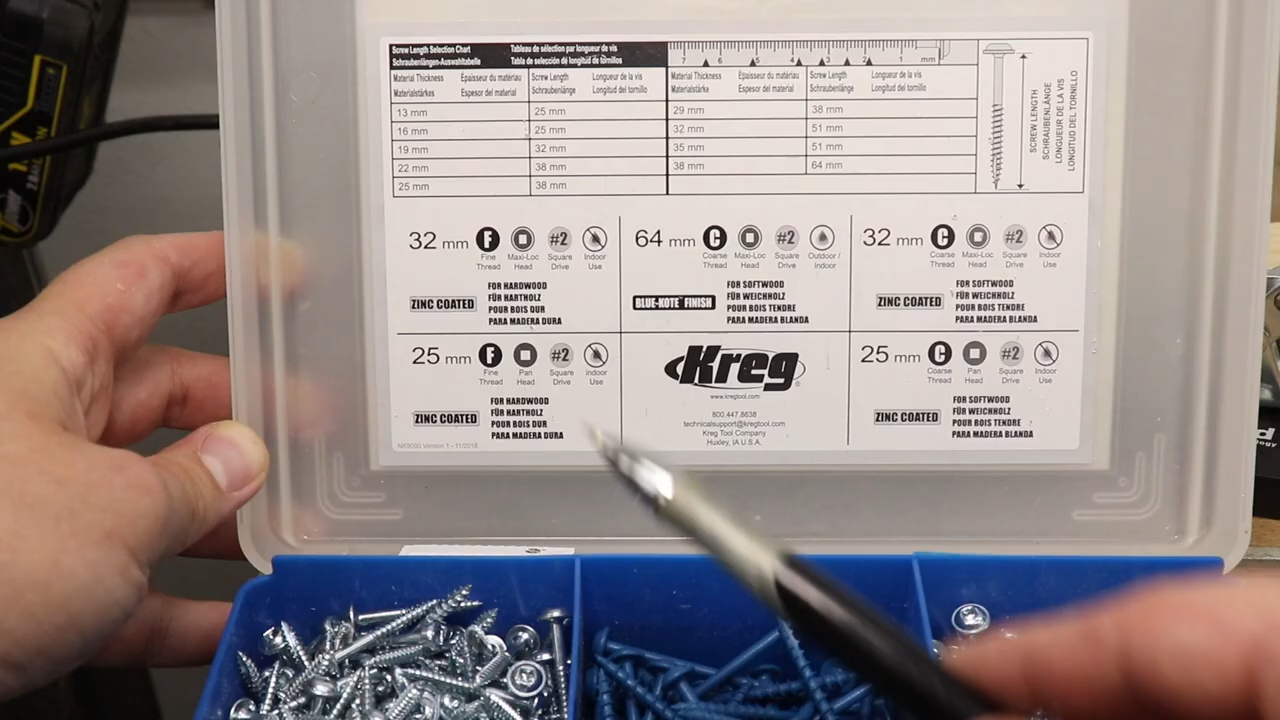 Screw Length Selection Chart Tableau de sélection par longueur de vis
Schraubenlängen-Auswahltabelle Tabla de selección de longitud de tornillos
7 6 5 4 3 2 1 mm
Material Thickness Épaisseur du matériau Screw Length Longueur de la vis Material Thickness Épaisseur du matériau Screw Length Longueur de la vis
Materialstärkes Espesor del material Schraubenlänge Longitud del tornillo Materialstärke Espesor del material Schraubenlänge Longitud del tornillo
13 mm 25 mm 29 mm 38 mm
16 mm 25 mm 32 mm 51 mm
19 mm 32 mm 35 mm 51 mm
22 mm 38 mm 38 mm 64 mm
25 mm 38 mm
SCREW LENGTH
SCHRAUBENLÄNGE
LONGUEUR DE LA VIS
LONGITUD DEL TORNILLO
32 mm F #2
Fine Thread Maxi-Loc Head Square Drive Indoor Use
ZINC COATED
FOR HARDWOOD
FÜR HARTHOLZ
POUR BOIS DUR
PARA MADERA DURA
64 mm C #2
Coarse Thread Maxi-Loc Head Square Drive Outdoor / Indoor
BLUE-KOTE™ FINISH
FOR SOFTWOOD
FÜR WEICHHOLZ
POUR BOIS TENDRE
PARA MADERA BLANDA
32 mm C #2
Coarse Thread Maxi-Loc Head Square Drive Indoor Use
ZINC COATED
FOR SOFTWOOD
FÜR WEICHOLZ
POUR BOIS TENDRE
PARA MADERA BLANDA
25 mm F #2
Fine Thread Pan Head Square Drive Indoor Use
ZINC COATED
FOR HARDWOOD
FÜR HARTHOLZ
POUR BOIS DUR
PARA MADERA DURA
NK9000 Version 1 - 11/2018
Kreg®
www.kregtool.com
800.447.8638
technicalsupport@kregtool.com
Kreg Tool Company
Huxley, IA U.S.A.
25 mm C #2
Coarse Thread Pan Head Square Drive Indoor Use
ZINC COATED
FOR SOFTWOOD
FÜR WEICHOLZ
POUR BOIS TENDRE
PARA MADERA BLANDA